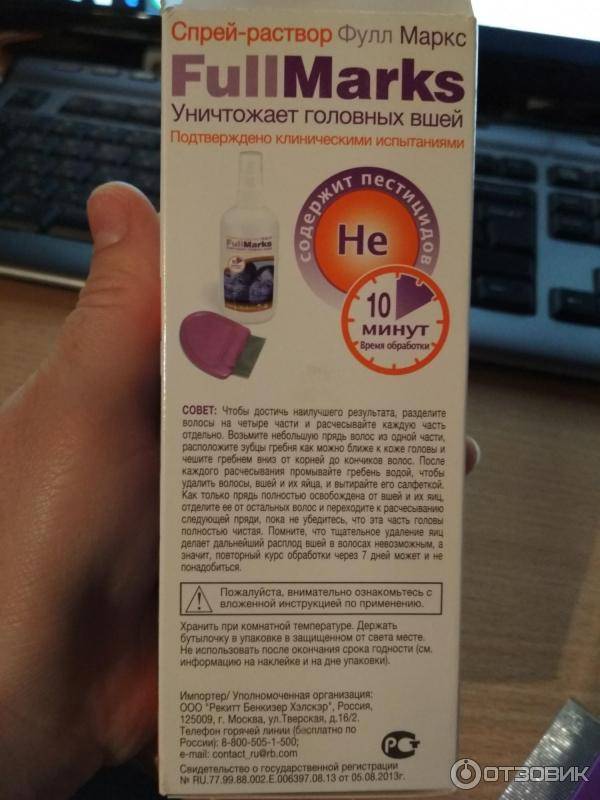 Спрей-раствор Фулл Маркс
FullMarks
Уничтожает головных вшей
Подтверждено клиническими испытаниями
содержит пестицидов
Не
FullMarks
10
минут
Время обработки
СОВЕТ: Чтобы достичь наилучшего результата, разделите
волосы на четыре части и расчесывайте каждую часть
отдельно. Возьмите небольшую прядь волос из одной части,
расположите зубцы гребня как можно ближе к коже головы и
чешите гребнем вниз от корней до кончиков волос. После
каждого расчесывания промывайте гребень водой, чтобы
удалить волосы, вшей и их яйца, и вытирайте его салфеткой.
Как только прядь полностью освобождена от вшей и их яиц,
отделите ее от остальных волос и переходите к расчесыванию
следующей пряди, пока не убедитесь, что эта часть головы
полностью чистая. Помните, что тщательное удаление яиц
делает дальнейший расплод вшей в волосах невозможным, а
значит, повторный курс обработки через 7 дней может и не
понадобиться.
Пожалуйста, внимательно ознакомьтесь с
вложенной инструкцией по применению.
Хранить при комнатной температуре. Держать
бутылочку в упаковке в защищенном от света месте.
Не использовать после окончания срока годности (см.
информацию на наклейке и на дне упаковки).
Импортер/ Уполномоченная организация:
ООО "Рекитт Бенкизер Хэлскэр", Россия,
125009, г. Москва, ул.Тверская, д.16/2.
Телефон горячей линии (бесплатно по
России): 8-800-505-1-500;
e-mail: contact_ru@rb.com
Свидетельство о государственной регистрации
№ RU.77.99.88.002.Е.006397.08.13 от 05.08.2013г.
ОТЗОВИК